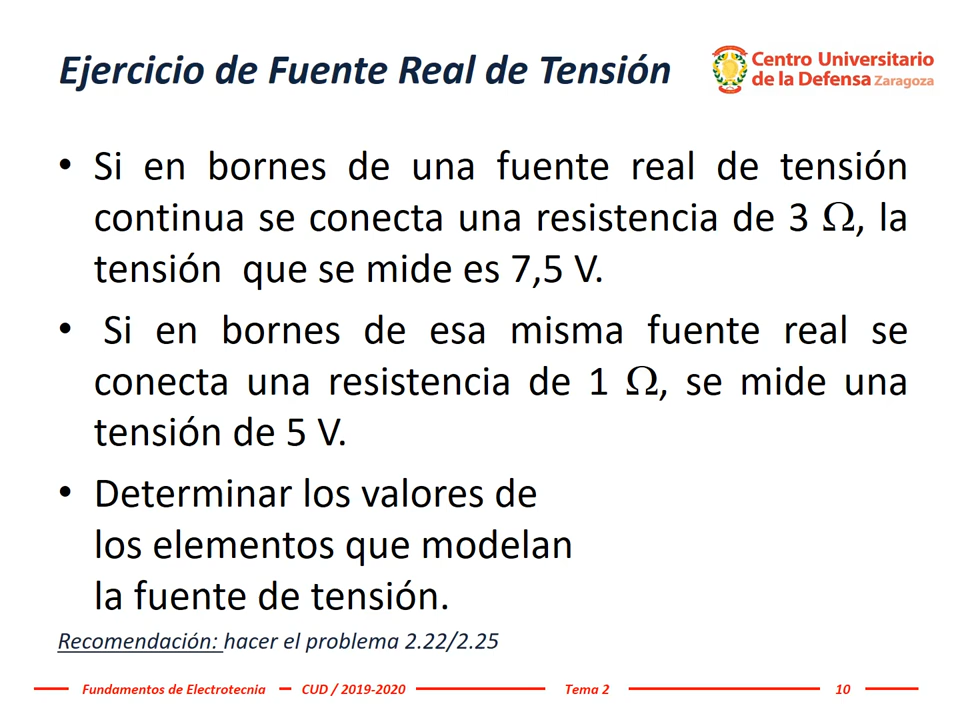 Ejercicio de Fuente Real de Tensión
Centro Universitario
de la Defensa Zaragoza
• Si en bornes de una fuente real de tensión
continua se conecta una resistencia de 3 Ω, la
tensión que se mide es 7,5 V.
• Si en bornes de esa misma fuente real se
conecta una resistencia de 1 Ω, se mide una
tensión de 5 V.
• Determinar los valores de
los elementos que modelan
la fuente de tensión.
Recomendación: hacer el problema 2.22/2.25
Fundamentos de Electrotecnia CUD / 2019-2020 Tema 2 10